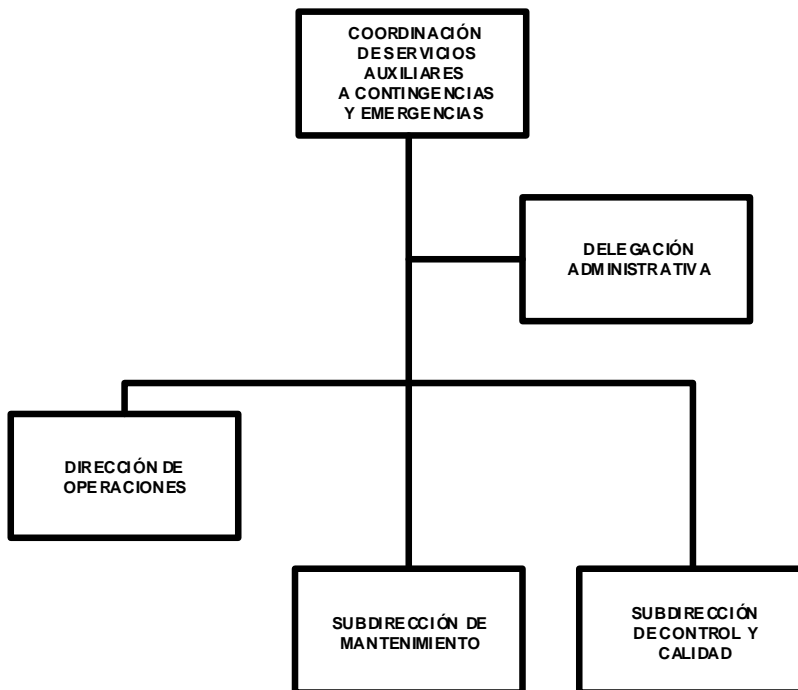 COORDINACIÓN
DE SERVICIOS
AUXILIARES
A CONTINGENCIAS
Y EMERGENCIAS
DELEGACIÓN
ADMINISTRATIVA
DIRECCIÓN DE
OPERACIONES
SUBDIRECCIÓN DE
MANTENIMIENTO
SUBDIRECCIÓN
DE CONTROL Y
CALIDAD